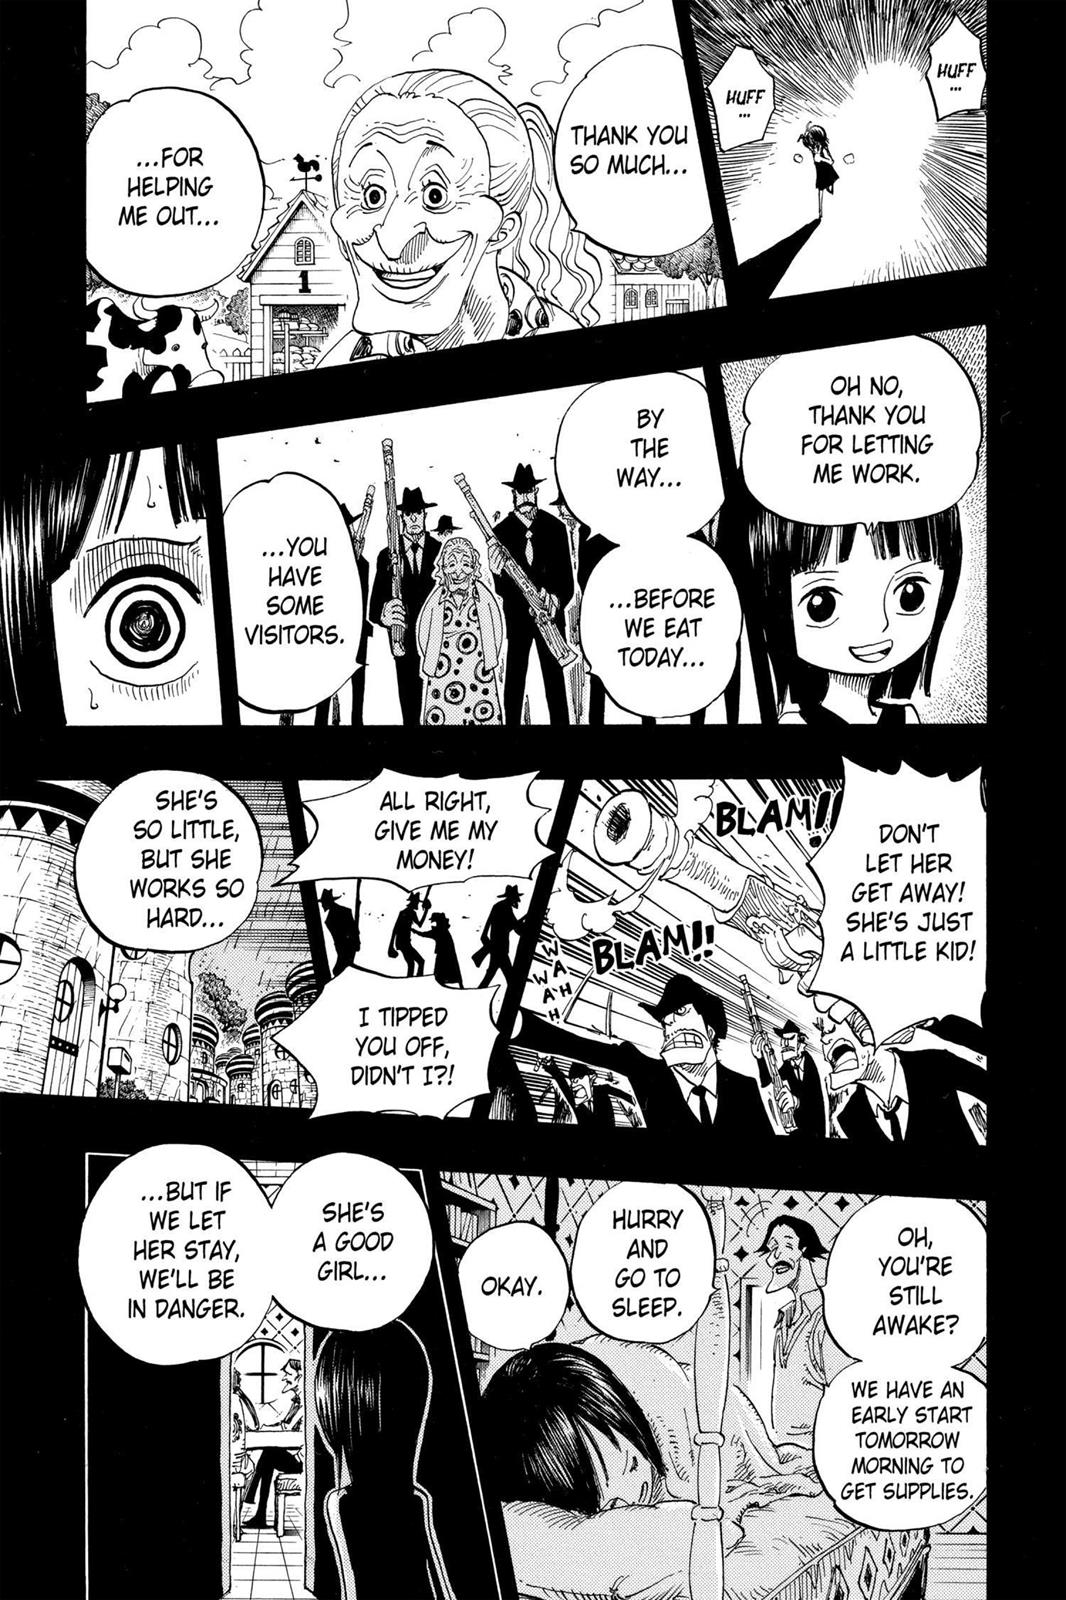 HUFF
...
HUFF
...
THANK YOU
SO MUCH...
...FOR
HELPING
ME OUT...
1
OH NO,
THANK YOU
FOR LETTING
ME WORK.
BY
THE
WAY...
...BEFORE
WE EAT
TODAY...
...YOU
HAVE
SOME
VISITORS.
DON'T
LET HER
GET AWAY!
SHE'S JUST
A LITTLE KID!
BLAM!!
BLAM!!
WAH
WAH
ALL RIGHT,
GIVE ME MY
MONEY!
I TIPPED
YOU OFF,
DIDN'T I?!
SHE'S
SO LITTLE,
BUT SHE
WORKS SO
HARD...
OH,
YOU'RE
STILL
AWAKE?
WE HAVE AN
EARLY START
TOMORROW
MORNING TO
GET SUPPLIES.
HURRY
AND
GO TO
SLEEP.
OKAY.
SHE'S
A GOOD
GIRL...
...BUT IF
WE LET
HER STAY,
WE'LL BE
IN DANGER.